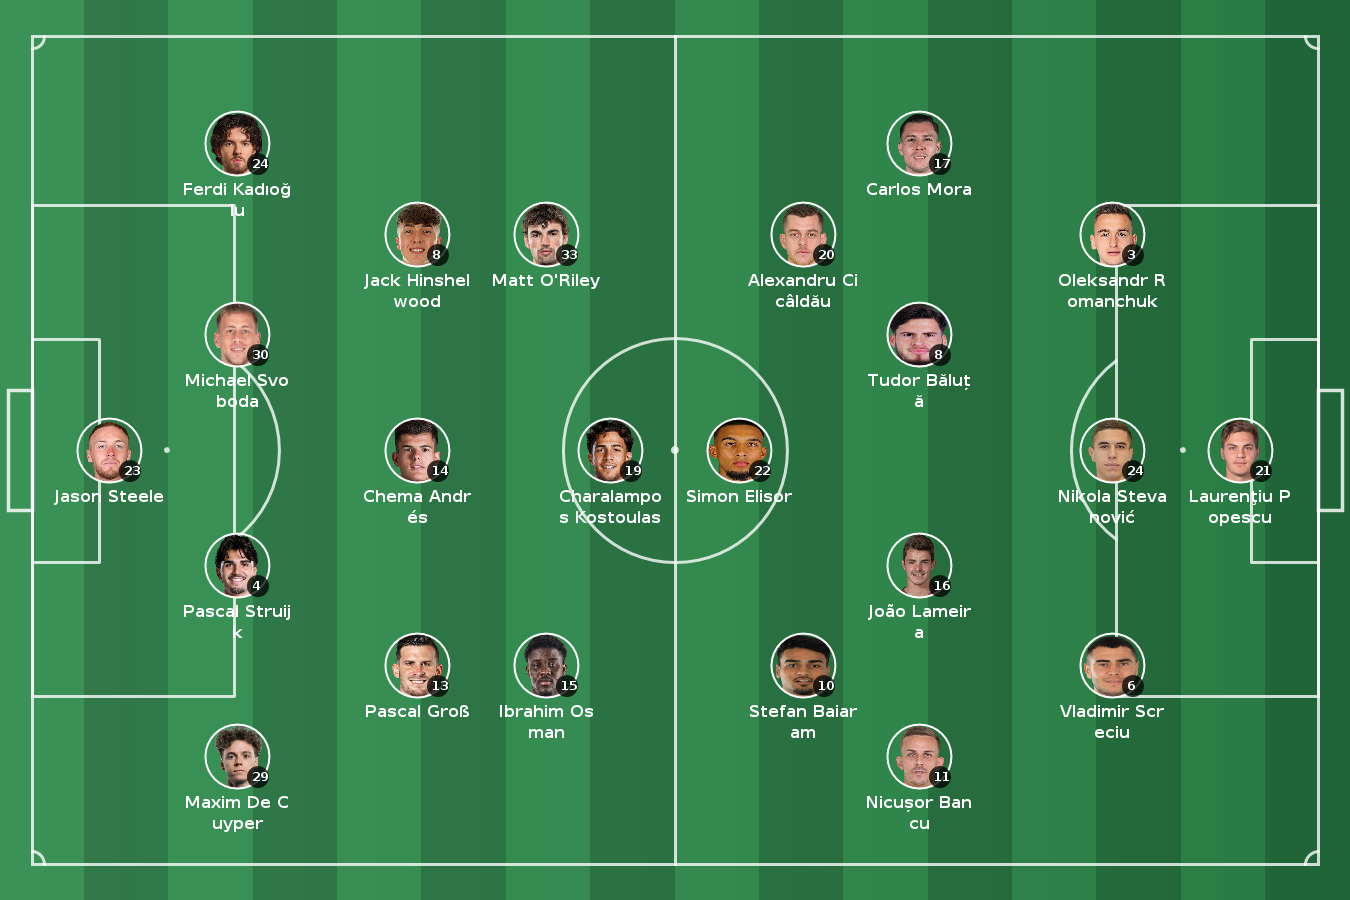 24
Ferdi Kadıoğ
lu
17
Carlos Mora
8
Jack Hinshel
wood
33
Matt O'Riley
20
Alexandru Ci
câldău
3
Oleksandr R
omanchuk
30
Michael Svo
boda
8
Tudor Băluț
ă
23
Jason Steele
14
Chema Andr
és
19
Charalampo
s Kostoulas
22
Simon Elisor
24
Nikola Steva
nović
21
Laurențiu P
opescu
4
Pascal Struij
k
16
João Lameir
a
13
Pascal Groß
15
Ibrahim Os
man
10
Stefan Baiar
am
6
Vladimir Scr
eciu
29
Maxim De C
uyper
11
Nicușor Ban
cu